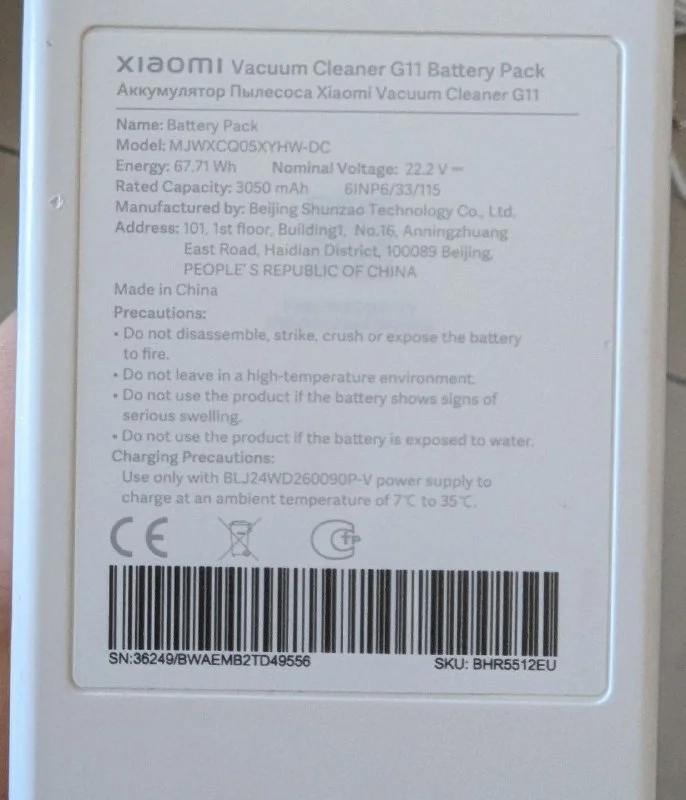 xiaomi Vacuum Cleaner G11 Battery Pack
Аккумулятор Пылесоса Xiaomi Vacuum Cleaner G11
Name: Battery Pack
Model: MJWXCQ05XYHW-DC
Energy: 67.71 Wh Nominal Voltage: 22.2 V ⎓
Rated Capacity: 3050 mAh 6INP6/33/115
Manufactured by: Beijing Shunzao Technology Co., Ltd.
Address: 101, 1st floor, Building1, No.16, Anningzhuang
East Road, Haidian District, 100089 Beijing,
PEOPLE' S REPUBLIC OF CHINA
Made in China
Precautions:
• Do not disassemble, strike, crush or expose the battery
to fire.
• Do not leave in a high-temperature environment.
• Do not use the product if the battery shows signs of
serious swelling.
• Do not use the product if the battery is exposed to water.
Charging Precautions:
Use only with BLJ24WD260090P-V power supply to
charge at an ambient temperature of 7℃ to 35℃.
CE
SN:36249/BWAEMB2TD49556 SKU: BHR5512EU